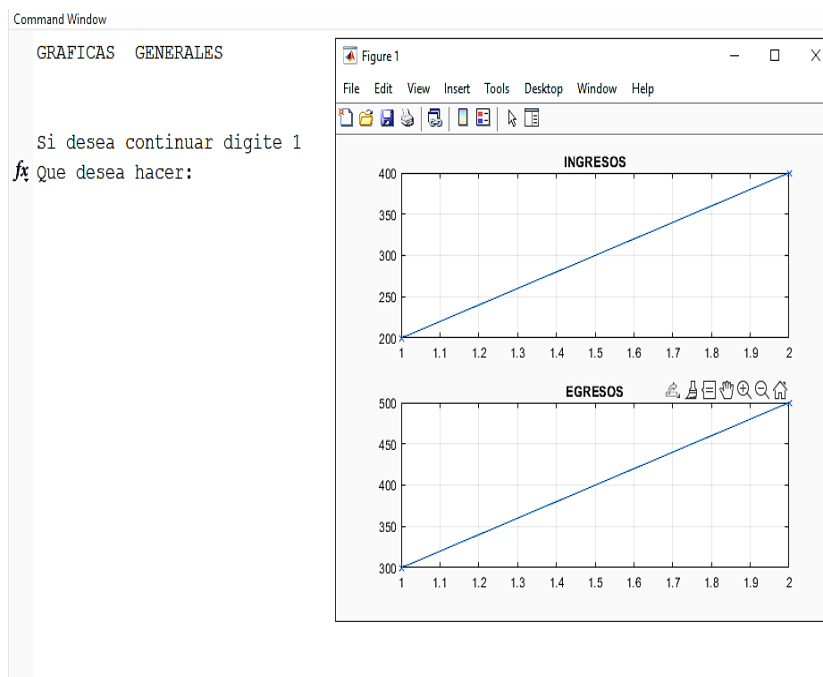 Command Window
GRAFICAS  GENERALES
Si desea continuar digite 1
fx Que desea hacer:
Figure 1
File Edit View Insert Tools Desktop Window Help
INGRESOS
400
350
300
250
200
1 1.1 1.2 1.3 1.4 1.5 1.6 1.7 1.8 1.9 2
EGRESOS
500
450
400
350
300
1 1.1 1.2 1.3 1.4 1.5 1.6 1.7 1.8 1.9 2